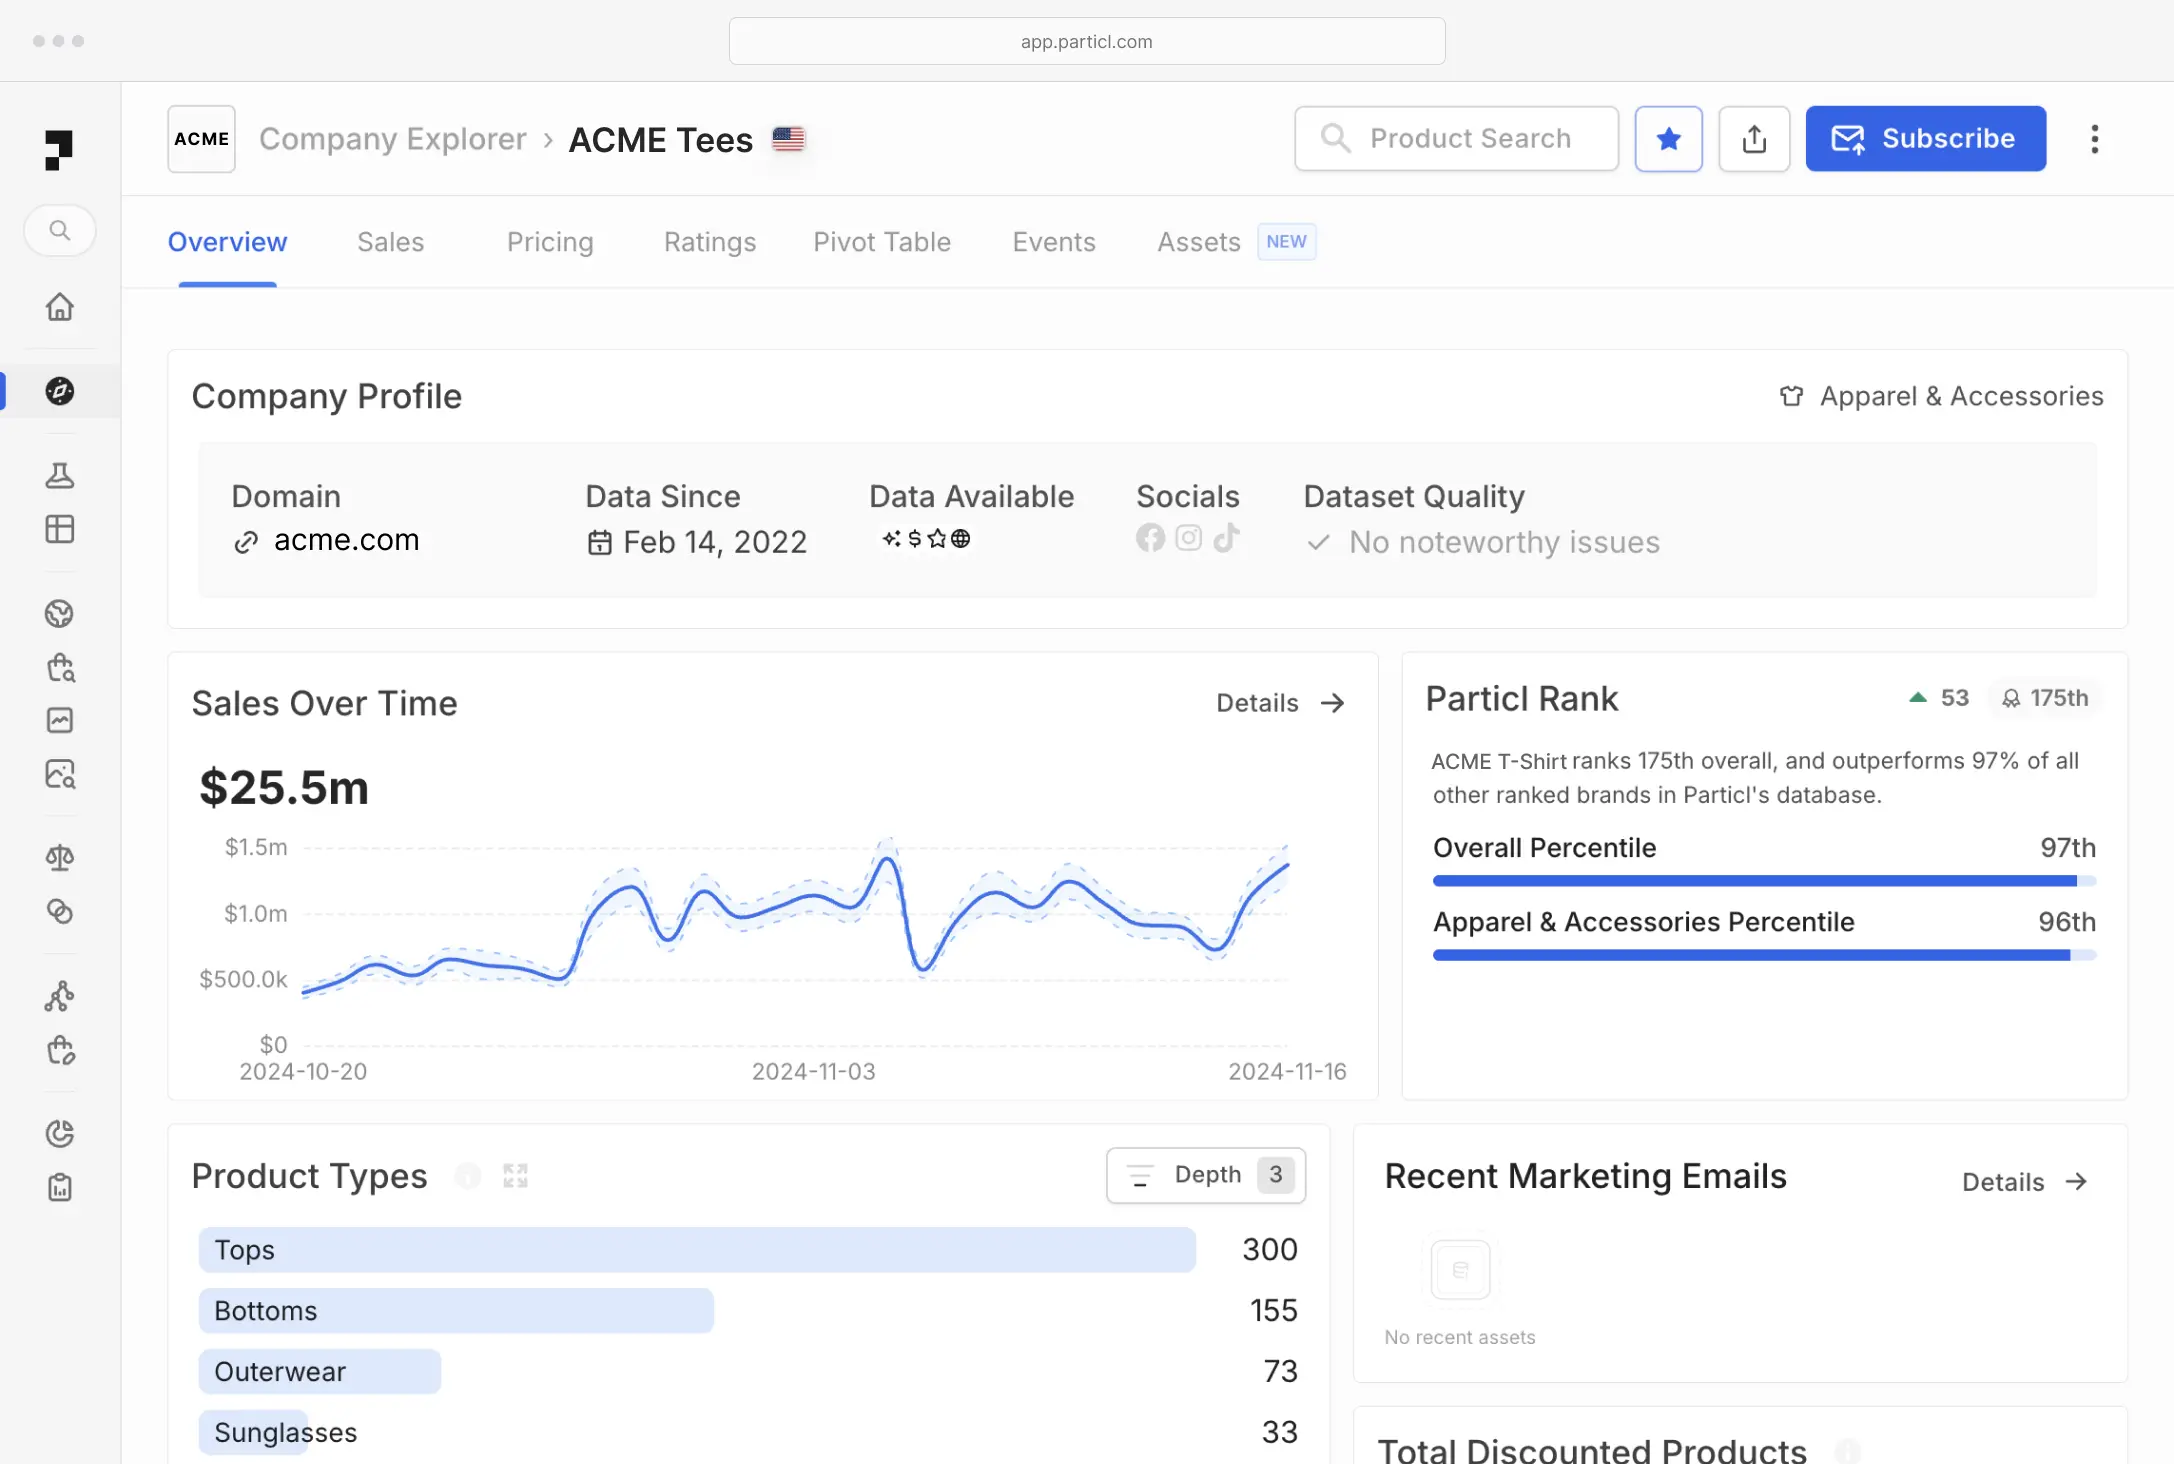 app.particl.com
ACME
Company Explorer › ACME Tees
Product Search
Subscribe
Overview
Sales
Pricing
Ratings
Pivot Table
Events
Assets
NEW
Company Profile
Apparel & Accessories
Domain
Data Since
Data Available
Socials
Dataset Quality
acme.com
Feb 14, 2022
$
No noteworthy issues
Sales Over Time
Details
$25.5m
$1.5m
$1.0m
$500.0k
$0
2024-10-20
2024-11-03
2024-11-16
Particl Rank
53
175th
ACME T-Shirt ranks 175th overall, and outperforms 97% of all
other ranked brands in Particl's database.
Overall Percentile
97th
Apparel & Accessories Percentile
96th
Product Types
Depth
3
Tops
300
Bottoms
155
Outerwear
73
Sunglasses
33
Recent Marketing Emails
Details
No recent assets
Total Discounted Products